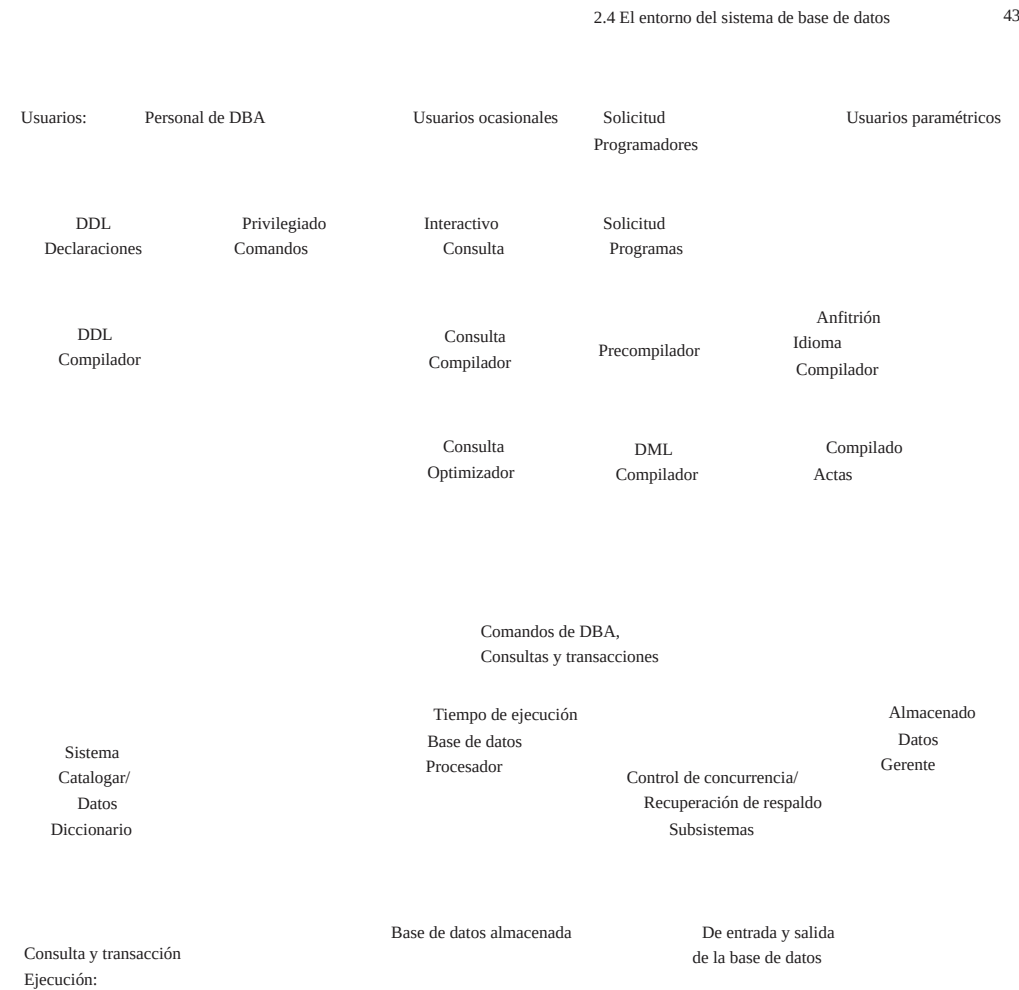 2.4 El entorno del sistema de base de datos 43
Usuarios: Personal de DBA Usuarios ocasionales Solicitud Usuarios paramétricos
Programadores
DDL Privilegiado Interactivo Solicitud
Declaraciones Comandos Consulta Programas
Anfitrión
DDL Consulta Idioma
Compilador Compilador Precompilador Compilador
Consulta DML Compilado
Optimizador Compilador Actas
Comandos de DBA,
Consultas y transacciones
Tiempo de ejecución Almacenado
Sistema Base de datos Datos
Catalogar/ Procesador Control de concurrencia/ Gerente
Datos Recuperación de respaldo
Diccionario Subsistemas
Base de datos almacenada De entrada y salida
Consulta y transacción de la base de datos
Ejecución: